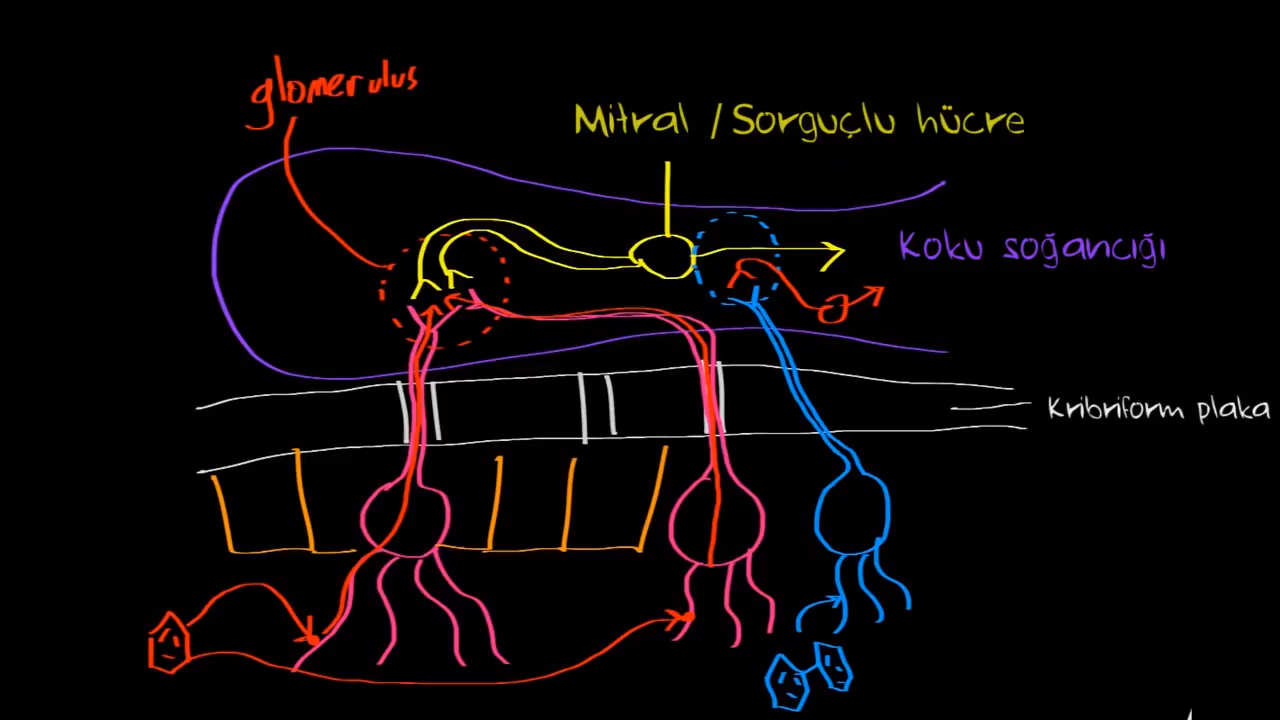 glomerulus
Mitral / Sorguçlu hücre
Koku soğancığı
Kribriform plaka